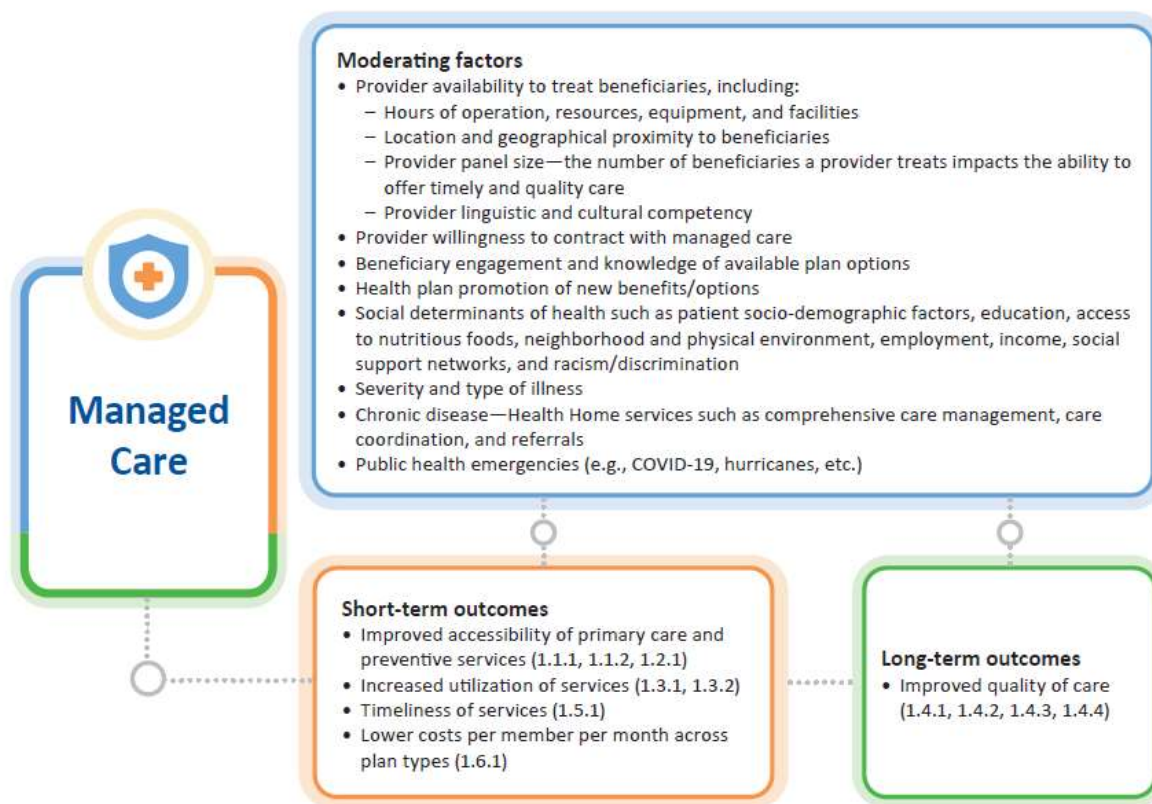 Managed
Care
Moderating factors
• Provider availability to treat beneficiaries, including:
– Hours of operation, resources, equipment, and facilities
– Location and geographical proximity to beneficiaries
– Provider panel size—the number of beneficiaries a provider treats impacts the ability to
offer timely and quality care
– Provider linguistic and cultural competency
• Provider willingness to contract with managed care
• Beneficiary engagement and knowledge of available plan options
• Health plan promotion of new benefits/options
• Social determinants of health such as patient socio-demographic factors, education, access
to nutritious foods, neighborhood and physical environment, employment, income, social
support networks, and racism/discrimination
• Severity and type of illness
• Chronic disease—Health Home services such as comprehensive care management, care
coordination, and referrals
• Public health emergencies (e.g., COVID-19, hurricanes, etc.)
Short-term outcomes
• Improved accessibility of primary care and
preventive services (1.1.1, 1.1.2, 1.2.1)
• Increased utilization of services (1.3.1, 1.3.2)
• Timeliness of services (1.5.1)
• Lower costs per member per month across
plan types (1.6.1)
Long-term outcomes
• Improved quality of care
(1.4.1, 1.4.2, 1.4.3, 1.4.4)